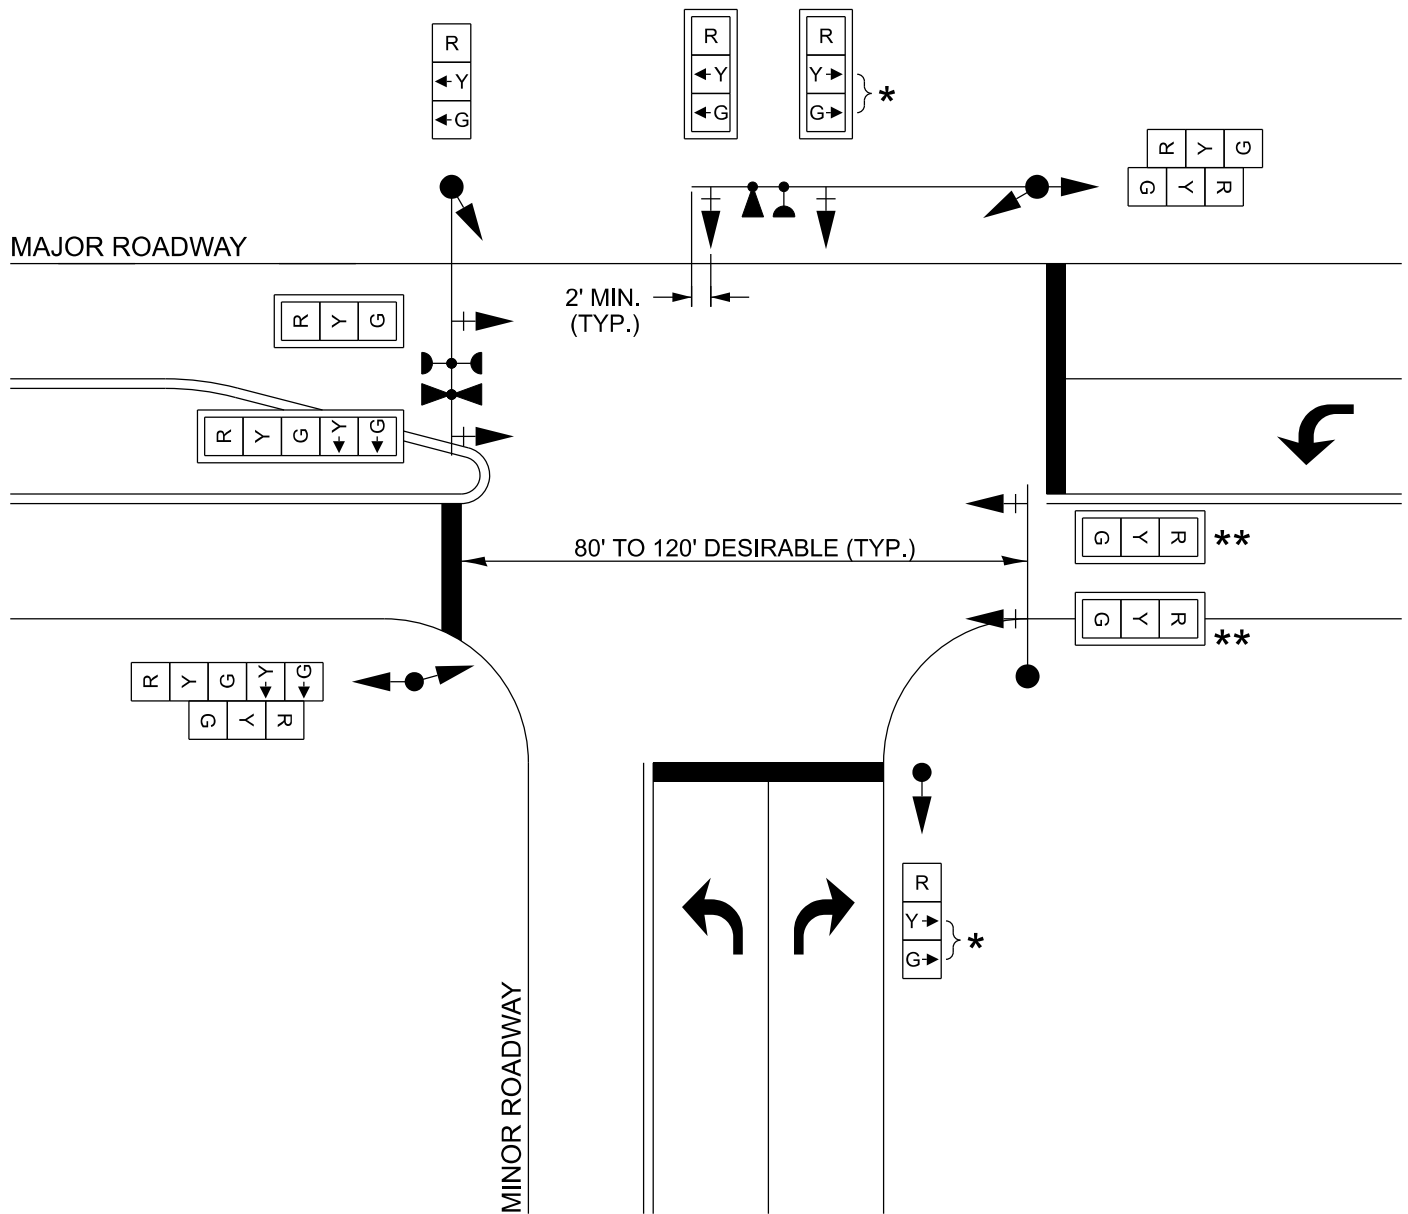 R
←Y
←G
R
←Y
←G
R
Y→
G→
*
R Y G
G Y R
MAJOR ROADWAY
2' MIN.
(TYP.)
R Y G
R Y G ←Y ←G
G Y R
**
80' TO 120' DESIRABLE (TYP.)
G Y R
**
R Y G ←Y ←G
G Y R
R
Y→
G→
*
MINOR ROADWAY